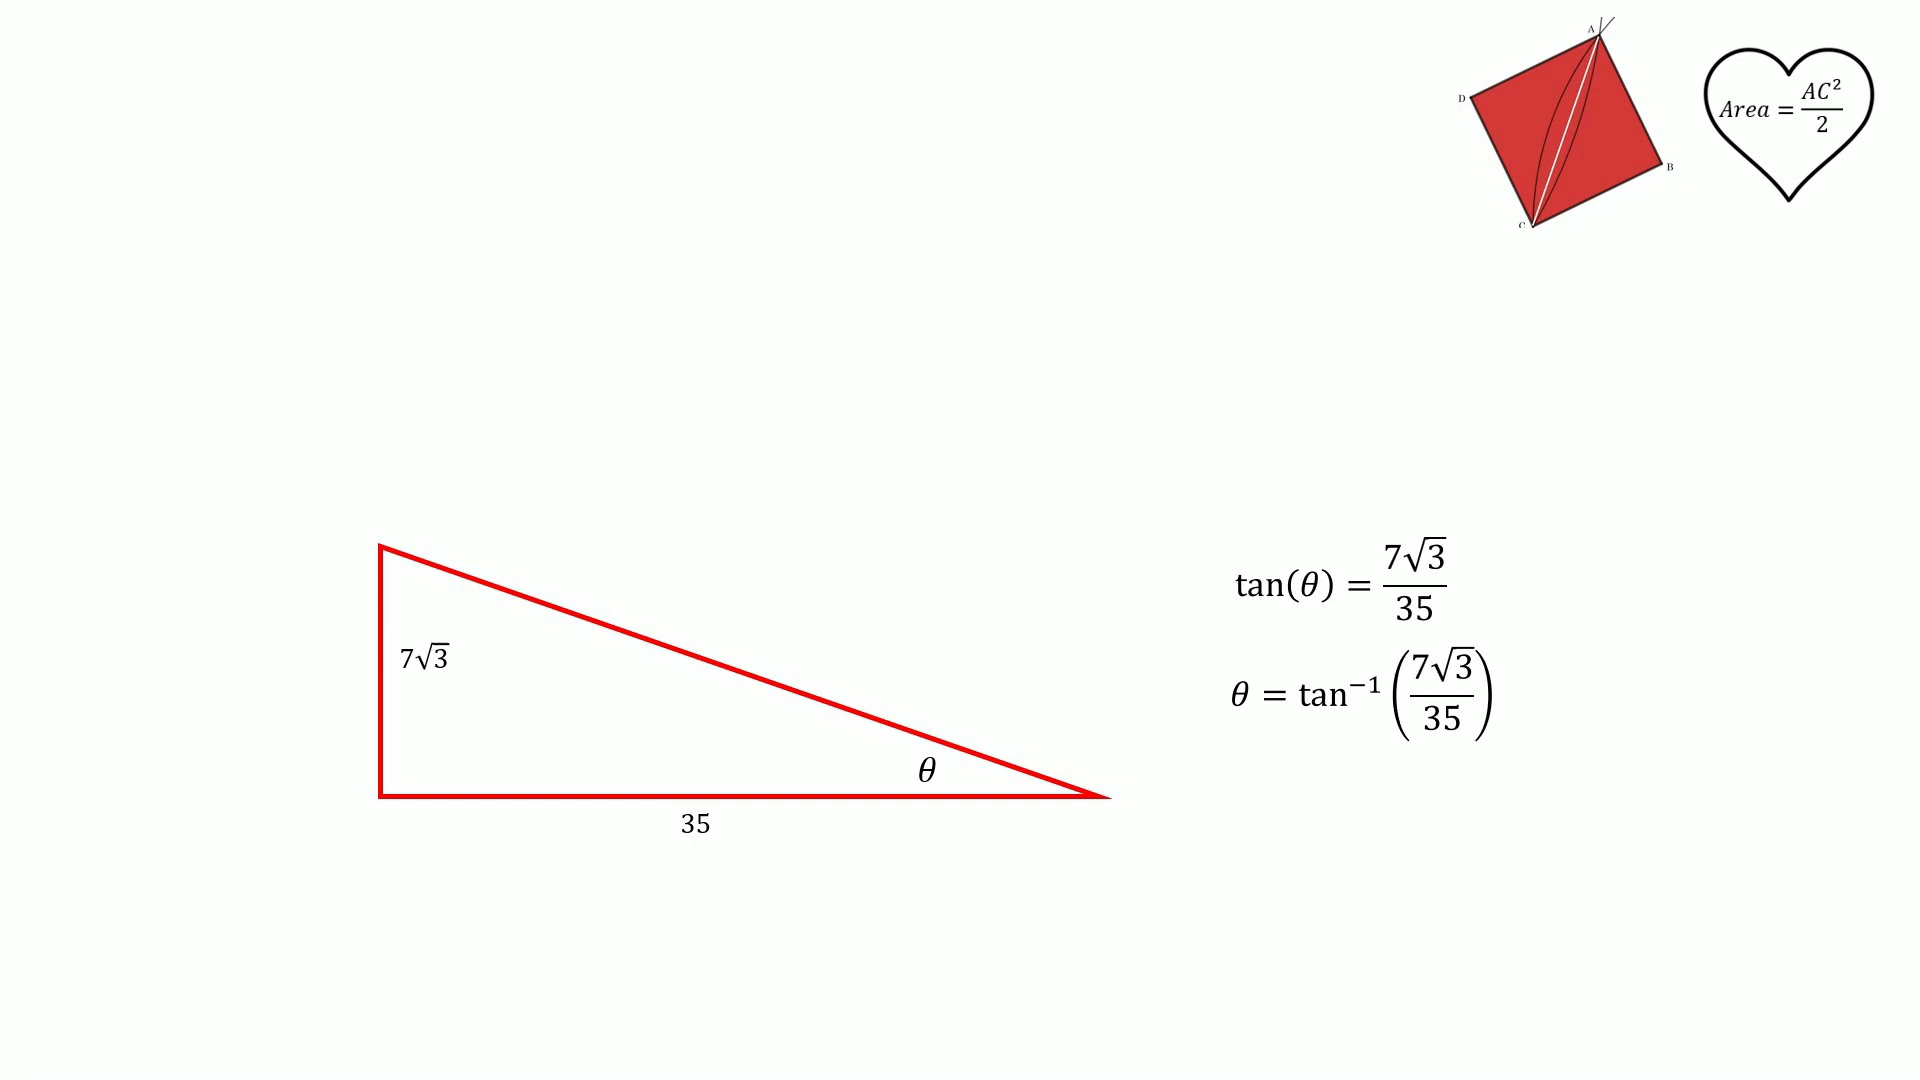 A
D
B
C
Area = AC²/2
7√3
θ
35
tan(θ) = 7√3/35
θ = tan⁻¹(7√3/35)